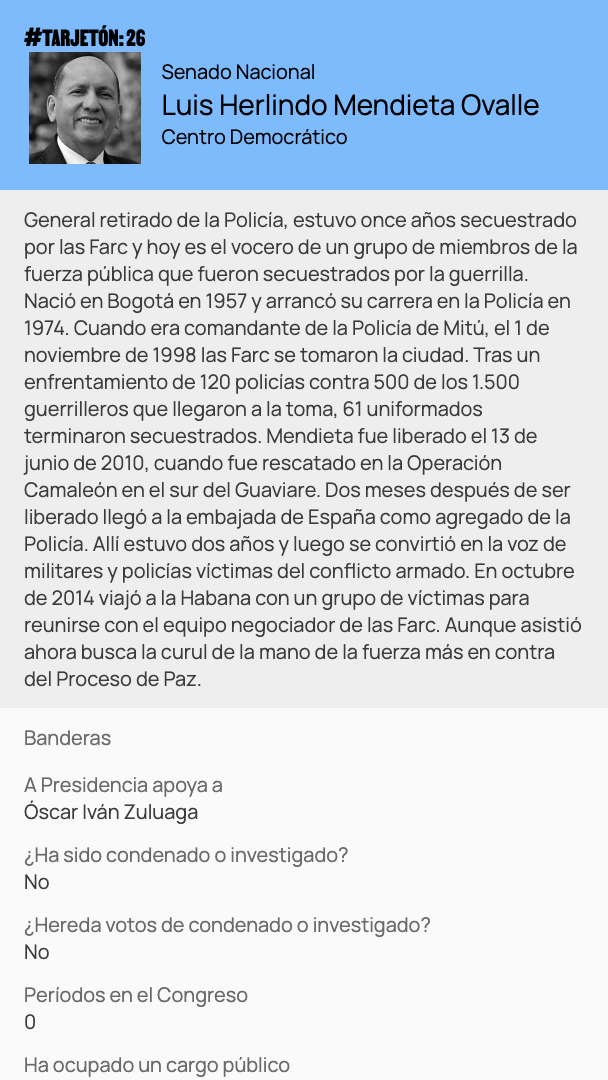 #TARJETÓN: 26
Senado Nacional
Luis Herlindo Mendieta Ovalle
Centro Democrático
General retirado de la Policía, estuvo once años secuestrado
por las Farc y hoy es el vocero de un grupo de miembros de la
fuerza pública que fueron secuestrados por la guerrilla.
Nació en Bogotá en 1957 y arrancó su carrera en la Policía en
1974. Cuando era comandante de la Policía de Mitú, el 1 de
noviembre de 1998 las Farc se tomaron la ciudad. Tras un
enfrentamiento de 120 policías contra 500 de los 1.500
guerrilleros que llegaron a la toma, 61 uniformados
terminaron secuestrados. Mendieta fue liberado el 13 de
junio de 2010, cuando fue rescatado en la Operación
Camaleón en el sur del Guaviare. Dos meses después de ser
liberado llegó a la embajada de España como agregado de la
Policía. Allí estuvo dos años y luego se convirtió en la voz de
militares y policías víctimas del conflicto armado. En octubre
de 2014 viajó a la Habana con un grupo de víctimas para
reunirse con el equipo negociador de las Farc. Aunque asistió
ahora busca la curul de la mano de la fuerza más en contra
del Proceso de Paz.
Banderas
A Presidencia apoya a
Óscar Iván Zuluaga
¿Ha sido condenado o investigado?
No
¿Hereda votos de condenado o investigado?
No
Períodos en el Congreso
0
Ha ocupado un cargo público